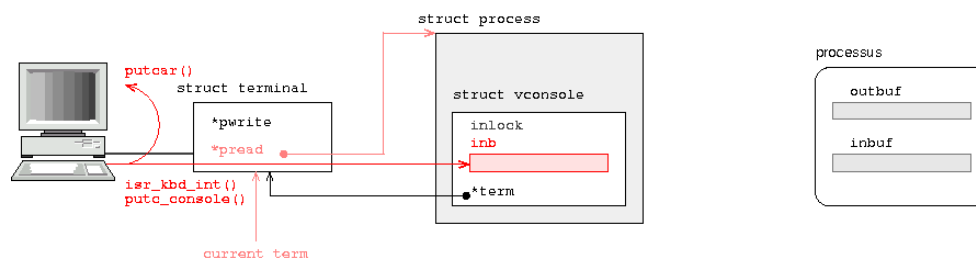 struct process
processus
putcar()
struct terminal
struct vconsole
outbuf
*pwrite
inlock
inb
*pread
inbuf
isr_kbd_int()
*term
putc_console()
current term